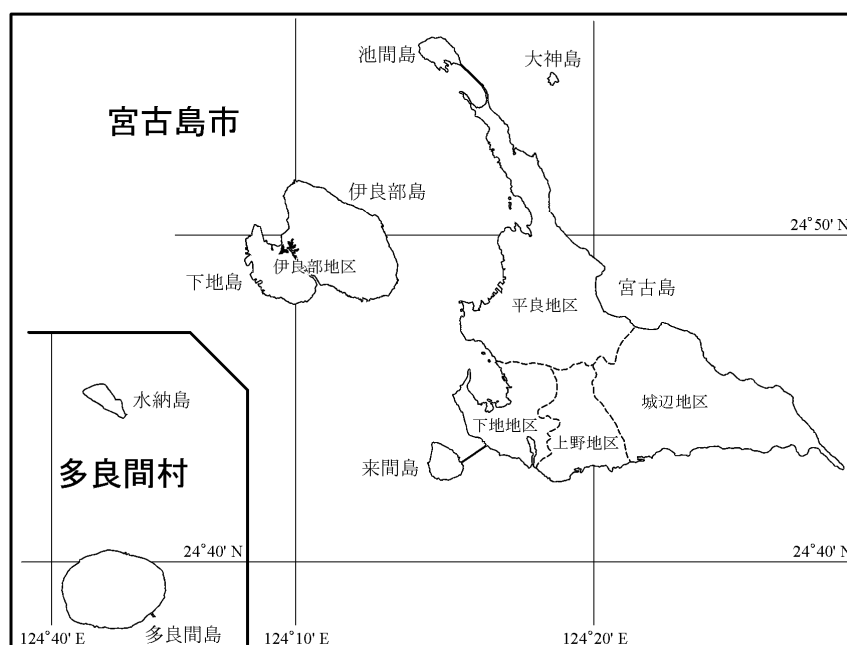 池間島
大神島
宮古島市
伊良部島
24°50' N
伊良部地区
下地島
宮古島
平良地区
水納島
城辺地区
下地地区
上野地区
来間島
多良間村
24°40' N
24°40' N
多良間島
124°40' E
124°10' E
124°20' E